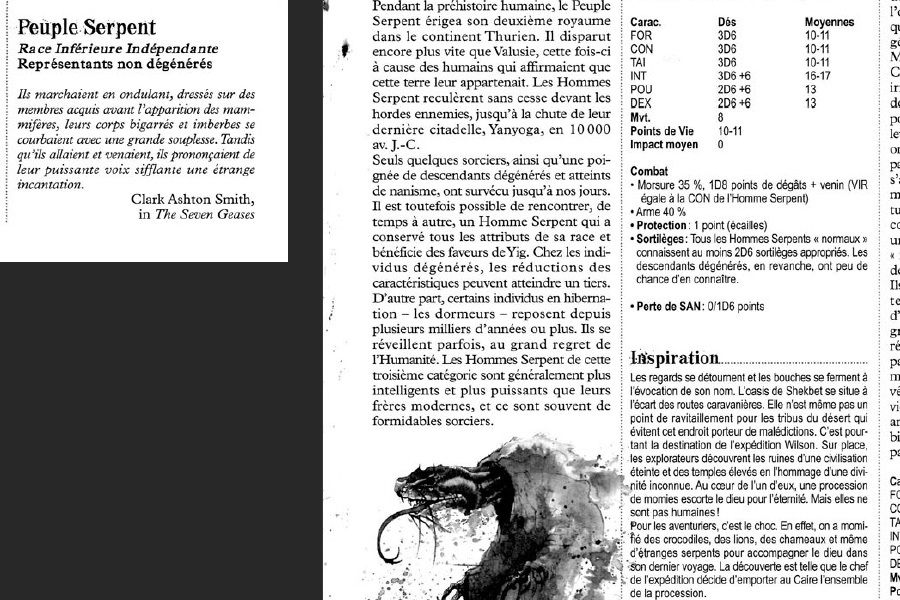 Peuple Serpent
Race Inférieure Indépendante
Représentants non dégénérés
Ils marchaient en ondulant, dressés sur des
membres acquis avant l'apparition des mam-
mifères, leurs corps bigarrés et imberbes se
courbaient avec une grande souplesse. Tandis
qu'ils allaient et venaient, ils prononçaient de
leur puissante voix sifflante une étrange
incantation.
Clark Ashton Smith,
in The Seven Geases
Pendant la préhistoire humaine, le Peuple
Serpent érigea son deuxième royaume
dans le continent Thurien. Il disparut
encore plus vite que Valusie, cette fois-ci
à cause des humains qui affirmaient que
cette terre leur appartenait. Les Hommes
Serpent reculèrent sans cesse devant les
hordes ennemies, jusqu'à la chute de leur
dernière citadelle, Yanyoga, en 10 000
av. J.-C.
Seuls quelques sorciers, ainsi qu'une poi-
gnée de descendants dégénérés et atteints
de nanisme, ont survécu jusqu'à nos jours.
Il est toutefois possible de rencontrer, de
temps à autre, un Homme Serpent qui a
conservé tous les attributs de sa race et
bénéficie des faveurs de Yig. Chez les indi-
vidus dégénérés, les réductions des
caractéristiques peuvent atteindre un tiers.
D'autre part, certains individus en hiberna-
tion – les dormeurs – reposent depuis
plusieurs milliers d'années ou plus. Ils se
réveillent parfois, au grand regret de
l'Humanité. Les Hommes Serpent de cette
troisième catégorie sont généralement plus
intelligents et plus puissants que leurs
frères modernes, et ce sont souvent de
formidables sorciers.
Carac. Dés Moyennes
FOR 3D6 10-11
CON 3D6 10-11
TAI 3D6 10-11
INT 3D6 +6 16-17
POU 2D6 +6 13
DEX 2D6 +6 13
Mvt. 8
Points de Vie 10-11
Impact moyen 0
Combat
• Morsure 35 %, 1D8 points de dégâts + venin (VIR
égale à la CON de l'Homme Serpent)
• Arme 40 %
• Protection : 1 point (écailles)
• Sortilèges : Tous les Hommes Serpents « normaux »
connaissent au moins 2D6 sortilèges appropriés. Les
descendants dégénérés, en revanche, ont peu de
chance d'en connaître.
• Perte de SAN : 0/1D6 points
Inspiration
Les regards se détournent et les bouches se ferment à
l'évocation de son nom. L'oasis de Shekbet se situe à
l'écart des routes caravanières. Elle n'est même pas un
point de ravitaillement pour les tribus du désert qui
évitent cet endroit porteur de malédictions. C'est pour-
tant la destination de l'expédition Wilson. Sur place,
les explorateurs découvrent les ruines d'une civilisation
éteinte et des temples élevés en l'hommage d'une divi-
nité inconnue. Au cœur de l'un d'eux, une procession
de momies escorte le dieu pour l'éternité. Mais elles ne
sont pas humaines !
Pour les aventuriers, c'est le choc. En effet, on a momi-
fié des crocodiles, des lions, des chameaux et même
d'étranges serpents pour accompagner le dieu dans
son dernier voyage. La découverte est telle que le chef
de l'expédition décide d'emporter au Caire l'ensemble
de la procession.